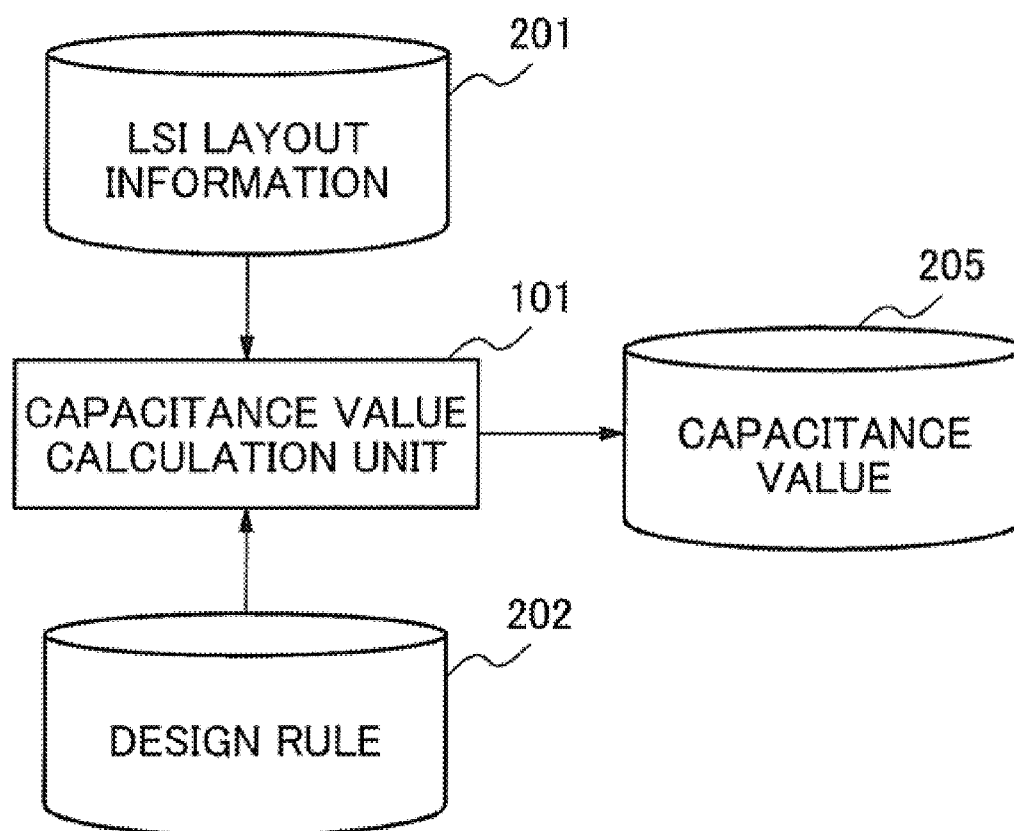 201
LSI LAYOUT
INFORMATION
101
CAPACITANCE VALUE
CALCULATION UNIT
205
CAPACITANCE
VALUE
202
DESIGN RULE